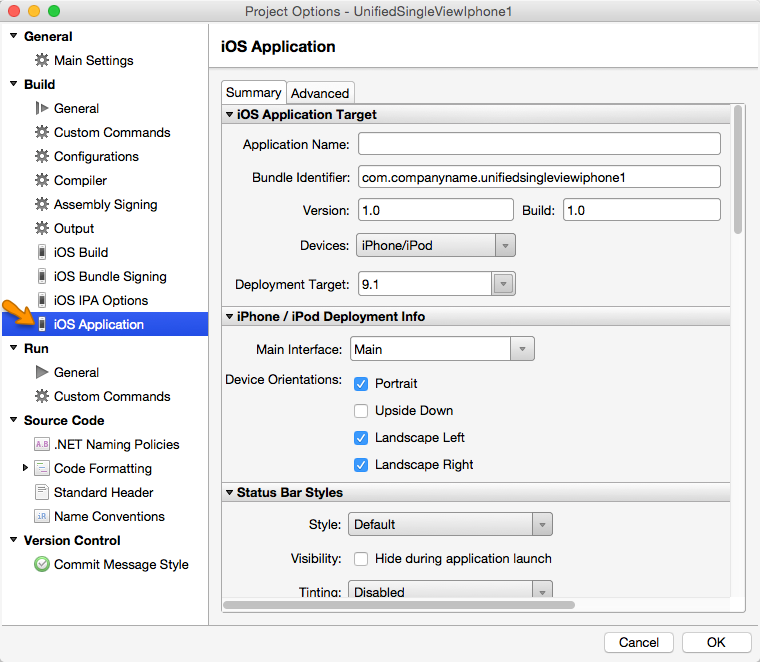 Project Options - UnifiedSingleViewIphone1
General
Main Settings
Build
General
Custom Commands
Configurations
Compiler
Assembly Signing
Output
iOS Build
iOS Bundle Signing
iOS IPA Options
iOS Application
Run
General
Custom Commands
Source Code
A.B .NET Naming Policies
Code Formatting
Standard Header
iR Name Conventions
Version Control
Commit Message Style
iOS Application
Summary Advanced
iOS Application Target
Application Name:
Bundle Identifier: com.companyname.unifiedsingleviewiphone1
Version: 1.0 Build: 1.0
Devices: iPhone/iPod
Deployment Target: 9.1
iPhone / iPod Deployment Info
Main Interface: Main
Device Orientations: Portrait
Upside Down
Landscape Left
Landscape Right
Status Bar Styles
Style: Default
Visibility: Hide during application launch
Tinting: Disabled
Cancel OK